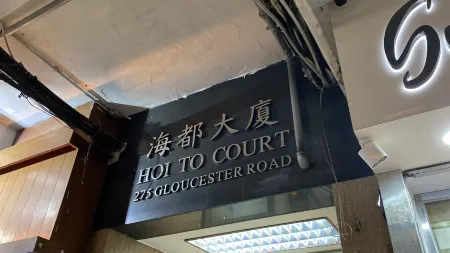 海都大廈
HOI TO COURT
275 GLOUCESTER ROAD